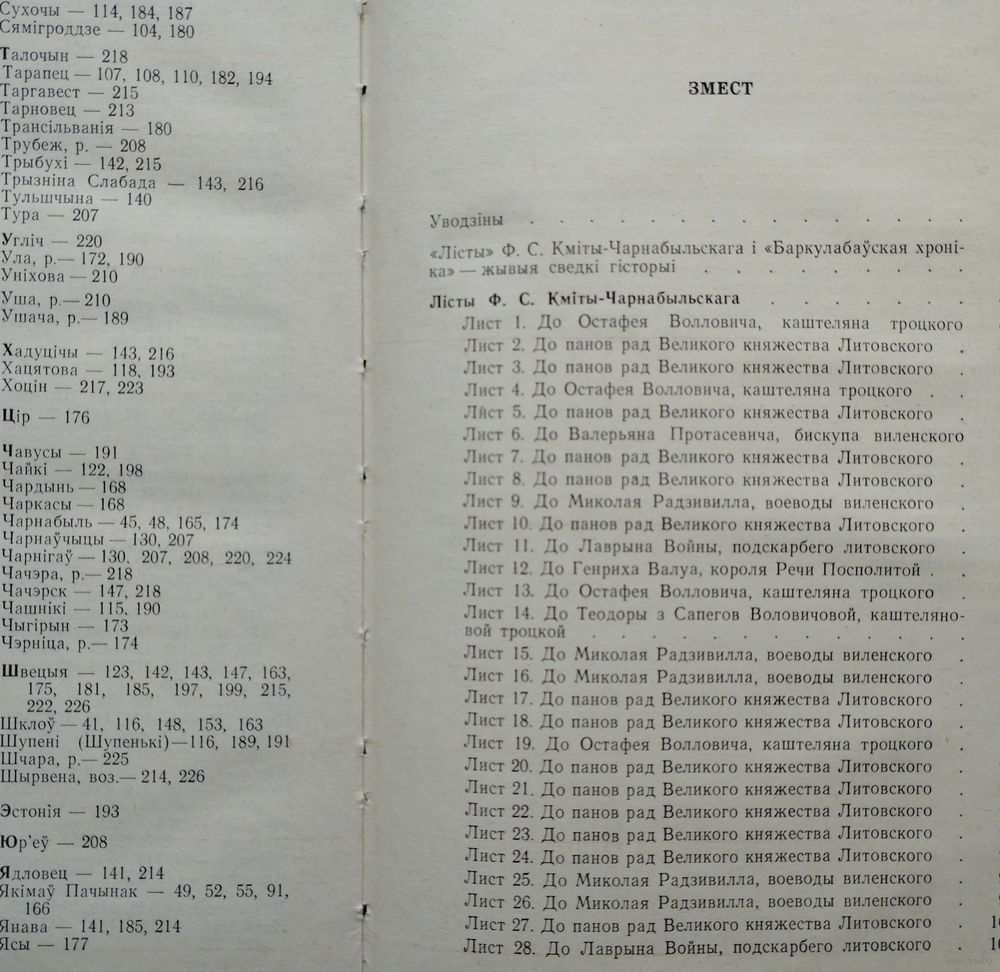 Сухочы — 114, 184, 187
Сямігроддзе — 104, 180
Талочын — 218
Тарапец — 107, 108, 110, 182, 194
Таргавест — 215
Тарновец — 213
Трансільванія — 180
Трубеж, р. — 208
Трыбухі — 142, 215
Трызніна Слабада — 143, 216
Тульшчына — 140
Тура — 207
Угліч — 220
Ула, р.— 172, 190
Уніхова — 210
Уша, р.— 210
Ушача, р.— 189
Хадуцічы — 143, 216
Хацятова — 118, 193
Хоцін — 217, 223
Цір — 176
Чавусы — 191
Чайкі — 122, 198
Чардынь — 168
Чаркасы — 168
Чарнабыль — 45, 48, 165, 174
Чарнаўчыцы — 130, 207
Чарнігаў — 130, 207, 208, 220, 224
Чачэра, р.— 218
Чачэрск — 147, 218
Чашнікі — 115, 190
Чыгірын — 173
Чэрніца, р.— 174
Швецыя — 123, 142, 143, 147, 163,
175, 181, 185, 197, 199, 215,
222, 226
Шклоў — 41, 116, 148, 153, 163
Шупені (Шупенькі)—116, 189, 191
Шчара, р.— 225
Шырвена, воз.— 214, 226
Эстонія — 193
Юр’еў — 208
Ядловец — 141, 214
Якімаў Пачынак — 49, 52, 55, 91,
166
Янава — 141, 185, 214
Ясы — 177
ЗМЕСТ
Уводзіны . . . . . . . . . . . . . .
«Лісты» Ф. С. Кміты-Чарнабыльскага і «Баркулабаўская хроні-
ка» — жывыя сведкі гісторыі . . . . . . . . .
Лісты Ф. С. Кміты-Чарнабыльскага . . . . . . .
Лист 1. До Остафея Волловича, каштеляна троцкого
Лист 2. До панов рад Великого княжества Литовского .
Лист 3. До панов рад Великого княжества Литовского .
Лист 4. До Остафея Волловича, каштеляна троцкого . .
Лист 5. До панов рад Великого княжества Литовского .
Лист 6. До Валерьяна Протасевича, бискупа виленского
Лист 7. До панов рад Великого княжества Литовского .
Лист 8. До панов рад Великого княжества Литовского .
Лист 9. До Миколая Радзивилла, воеводы виленского .
Лист 10. До панов рад Великого княжества Литовского .
Лист 11. До Лаврына Войны, подскарбего литовского .
Лист 12. До Генриха Валуа, короля Речи Посполитой . .
Лист 13. До Остафея Волловича, каштеляна троцкого .
Лист 14. До Теодоры з Сапегов Воловичовой, каштеляно-
вой троцкой . . . . . . . . . . . .
Лист 15. До Миколая Радзивилла, воеводы виленского .
Лист 16. До Миколая Радзивилла, воеводы виленского .
Лист 17. До панов рад Великого княжества Литовского .
Лист 18. До панов рад Великого княжества Литовского .
Лист 19. До Остафея Волловича, каштеляна троцкого .
Лист 20. До панов рад Великого княжества Литовского .
Лист 21. До панов рад Великого княжества Литовского .
Лист 22. До панов рад Великого княжества Литовского .
Лист 23. До панов рад Великого княжества Литовского .
Лист 24. До панов рад Великого княжества Литовского .
Лист 25. До Миколая Радзивилла, воеводы виленского .
Лист 26. До Миколая Радзивилла, воеводы виленского .
Лист 27. До панов рад Великого княжества Литовского .
Лист 28. До Лаврына Войны, подскарбего литовского .